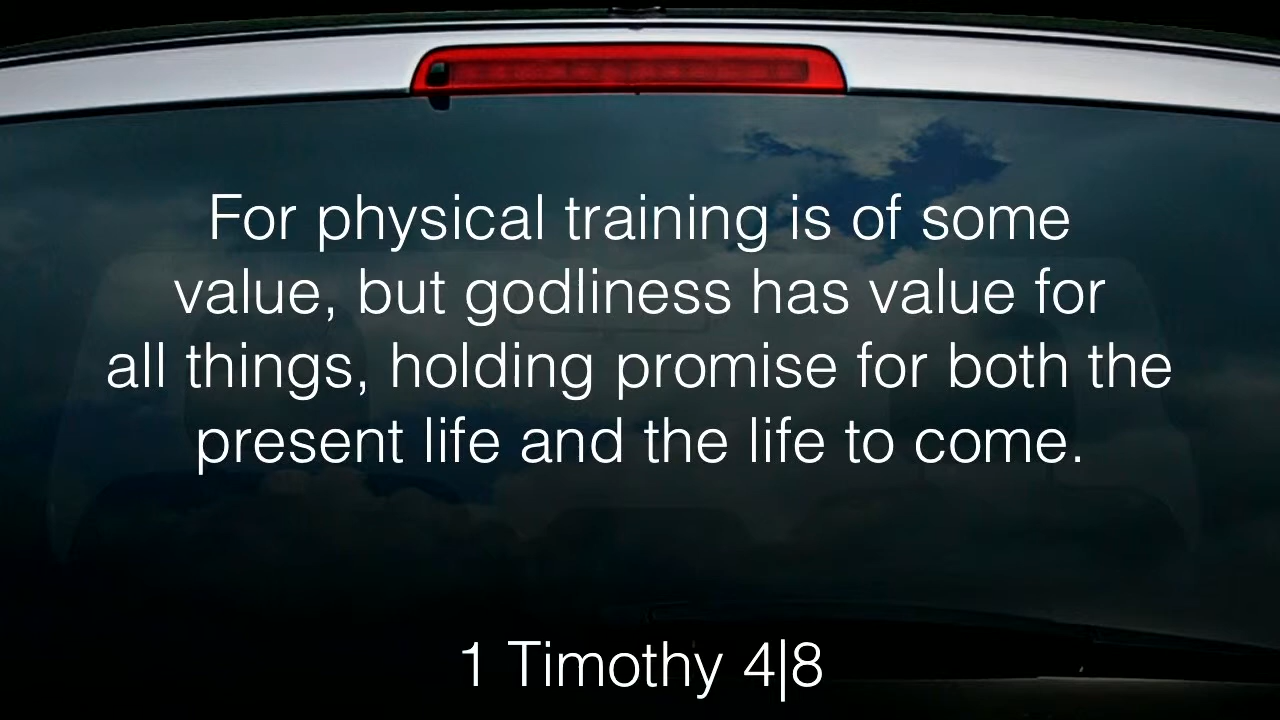 For physical training is of some
value, but godliness has value for
all things, holding promise for both the
present life and the life to come.
1 Timothy 4|8